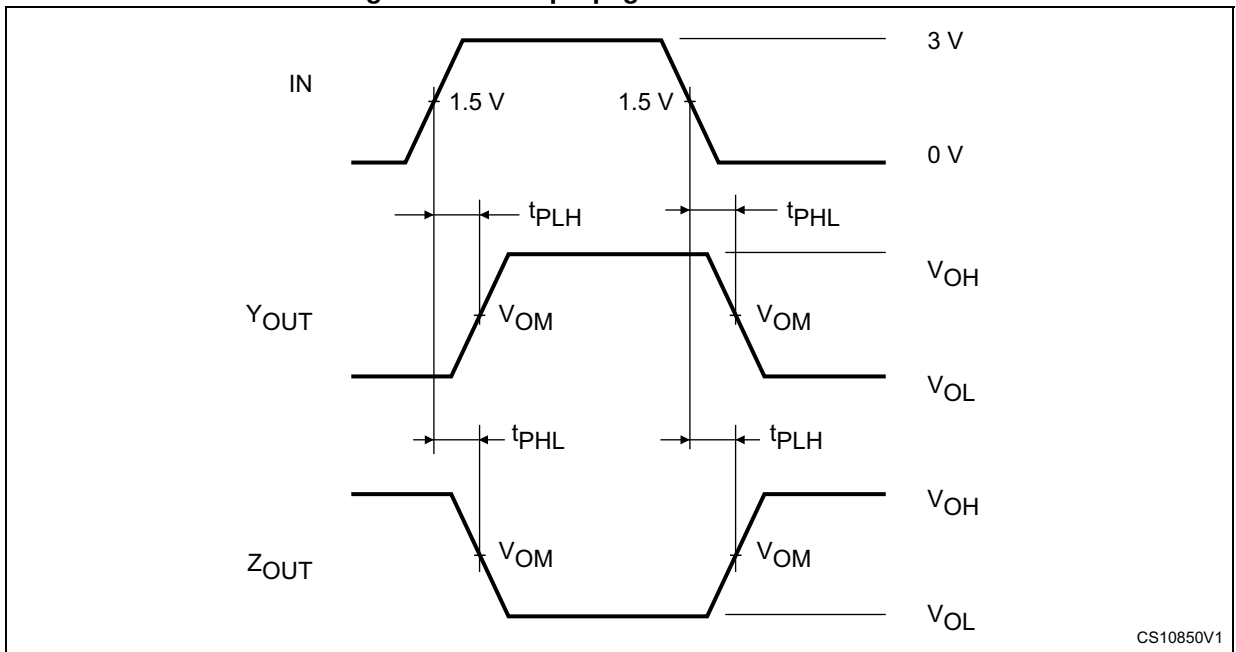 3 V
IN
1.5 V 1.5 V
0 V
tPLH tPHL
VOH
YOUT VOM VOM
VOL
tPHL tPLH
VOH
ZOUT VOM VOM
VOL
CS10850V1